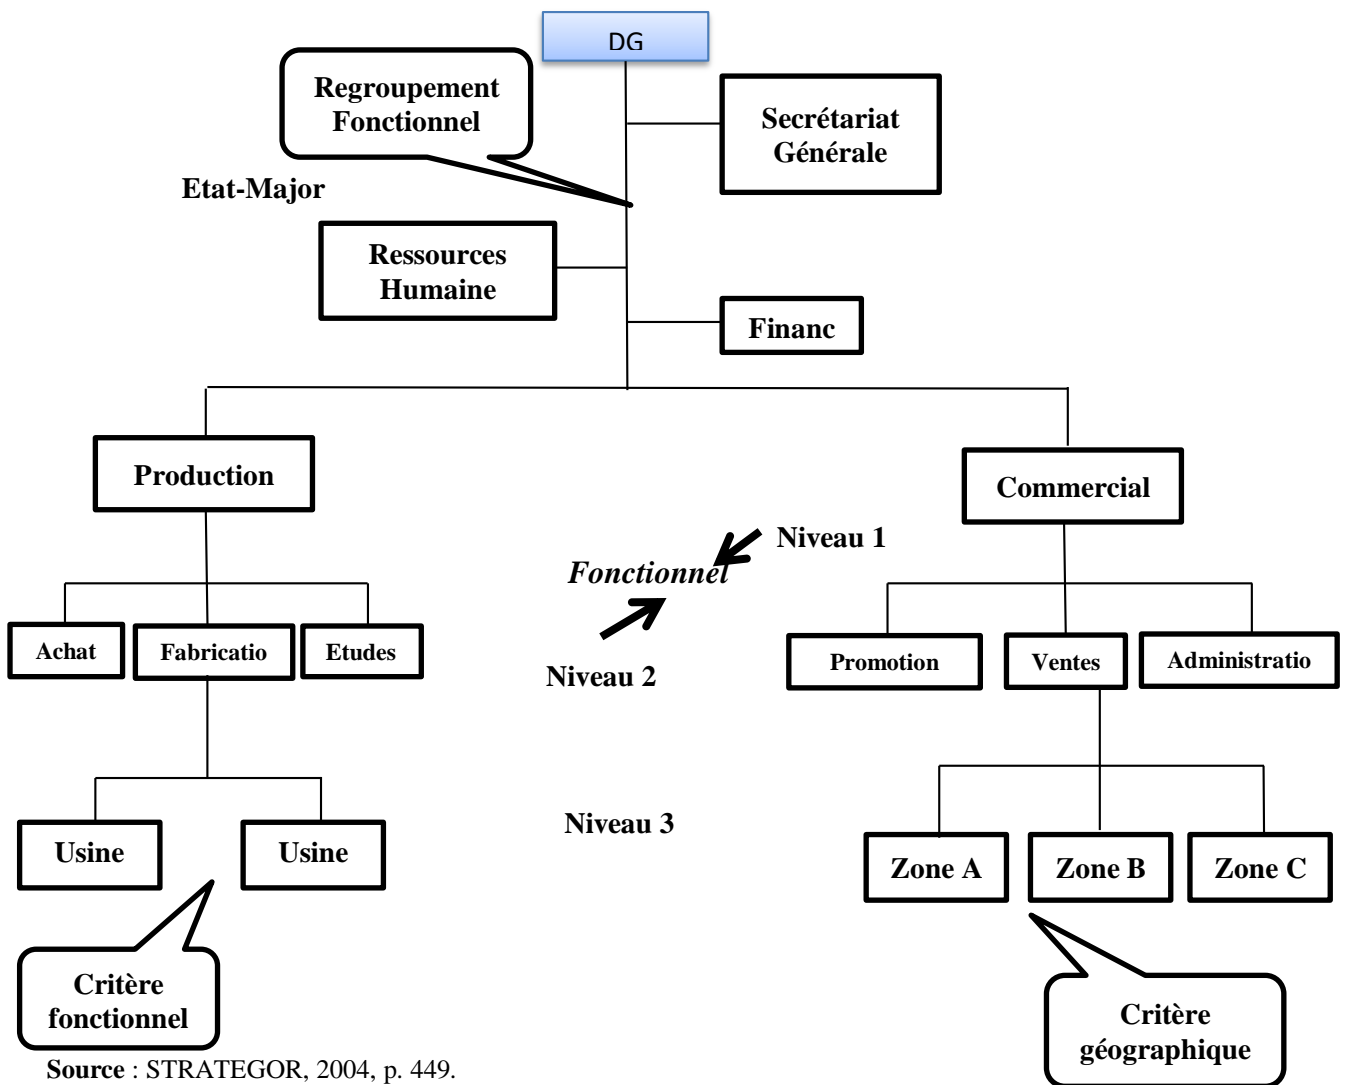 DG
Regroupement
Fonctionnel
Secrétariat
Générale
Etat-Major
Ressources
Humaine
Financ
Production
Commercial
Niveau 1
Fonctionnel
Achat
Fabricatio
Etudes
Niveau 2
Promotion
Ventes
Administratio
Niveau 3
Usine
Usine
Zone A
Zone B
Zone C
Critère
fonctionnel
Critère
géographique
Source : STRATEGOR, 2004, p. 449.